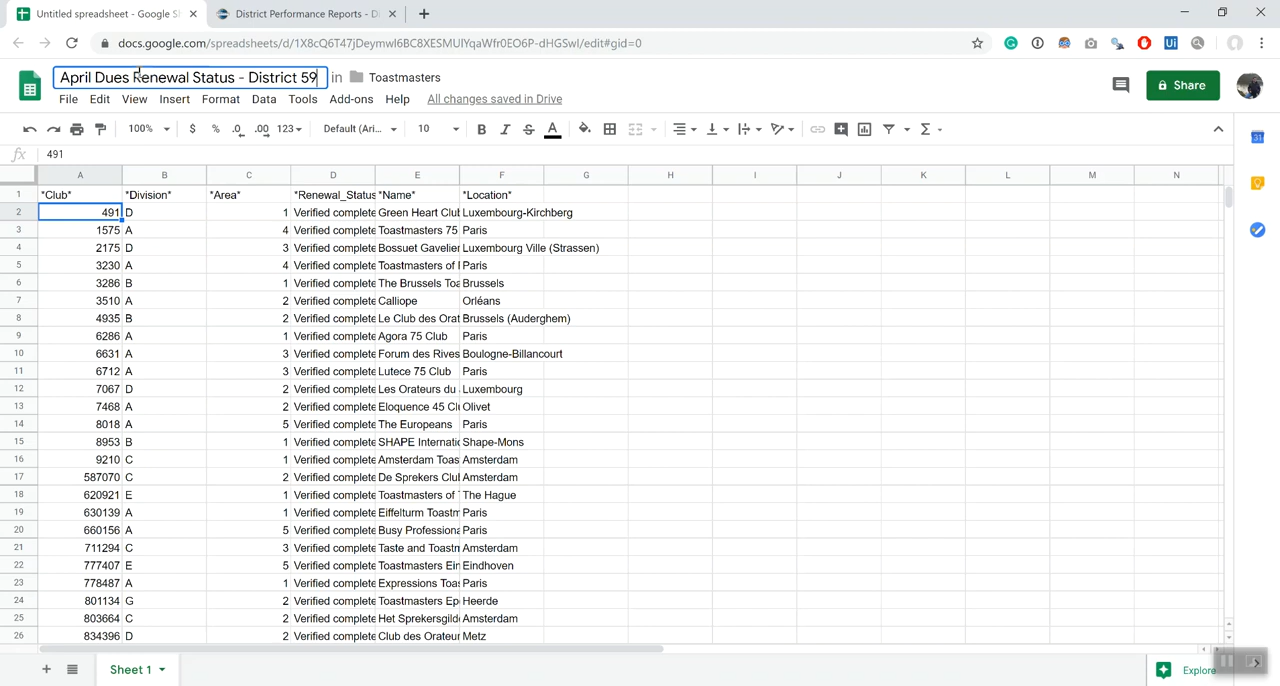 Untitled spreadsheet - Google Sh
District Performance Reports - Di
docs.google.com/spreadsheets/d/1X8cQ6T47jDeymwI6BC8XESMUIYqaWfr0EO6P-dHGSwI/edit#gid=0
April Dues Renewal Status - District 59 in Toastmasters
File Edit View Insert Format Data Tools Add-ons Help All changes saved in Drive
Share
100% $ % .0 .00 123 Default (Ari... 10 B I S A
fx 491
A B C D E F G H I J K L M N
1 *Club* *Division* *Area* *Renewal_Status *Name* *Location*
2 491 D 1 Verified complete Green Heart Club Luxembourg-Kirchberg
3 1575 A 4 Verified complete Toastmasters 75 Paris
4 2175 D 3 Verified complete Bossuet Gavelier Luxembourg Ville (Strassen)
5 3230 A 4 Verified complete Toastmasters of Paris
6 3286 B 1 Verified complete The Brussels Toa Brussels
7 3510 A 2 Verified complete Calliope Orléans
8 4935 B 2 Verified complete Le Club des Orat Brussels (Auderghem)
9 6286 A 1 Verified complete Agora 75 Club Paris
10 6631 A 3 Verified complete Forum des Rives Boulogne-Billancourt
11 6712 A 3 Verified complete Lutece 75 Club Paris
12 7067 D 2 Verified complete Les Orateurs du Luxembourg
13 7468 A 2 Verified complete Eloquence 45 Clu Olivet
14 8018 A 5 Verified complete The Europeans Paris
15 8953 B 1 Verified complete SHAPE Internatio Shape-Mons
16 9210 C 1 Verified complete Amsterdam Toas Amsterdam
17 587070 C 2 Verified complete De Sprekers Clu Amsterdam
18 620921 E 1 Verified complete Toastmasters of The Hague
19 630139 A 1 Verified complete Eiffelturm Toastm Paris
20 660156 A 5 Verified complete Busy Professiona Paris
21 711294 C 3 Verified complete Taste and Toastm Amsterdam
22 777407 E 5 Verified complete Toastmasters Ein Eindhoven
23 778487 A 1 Verified complete Expressions Toas Paris
24 801134 G 2 Verified complete Toastmasters Ep Heerde
25 803664 C 2 Verified complete Het Sprekersgild Amsterdam
26 834396 D 2 Verified complete Club des Orateur Metz
Sheet 1
Explore